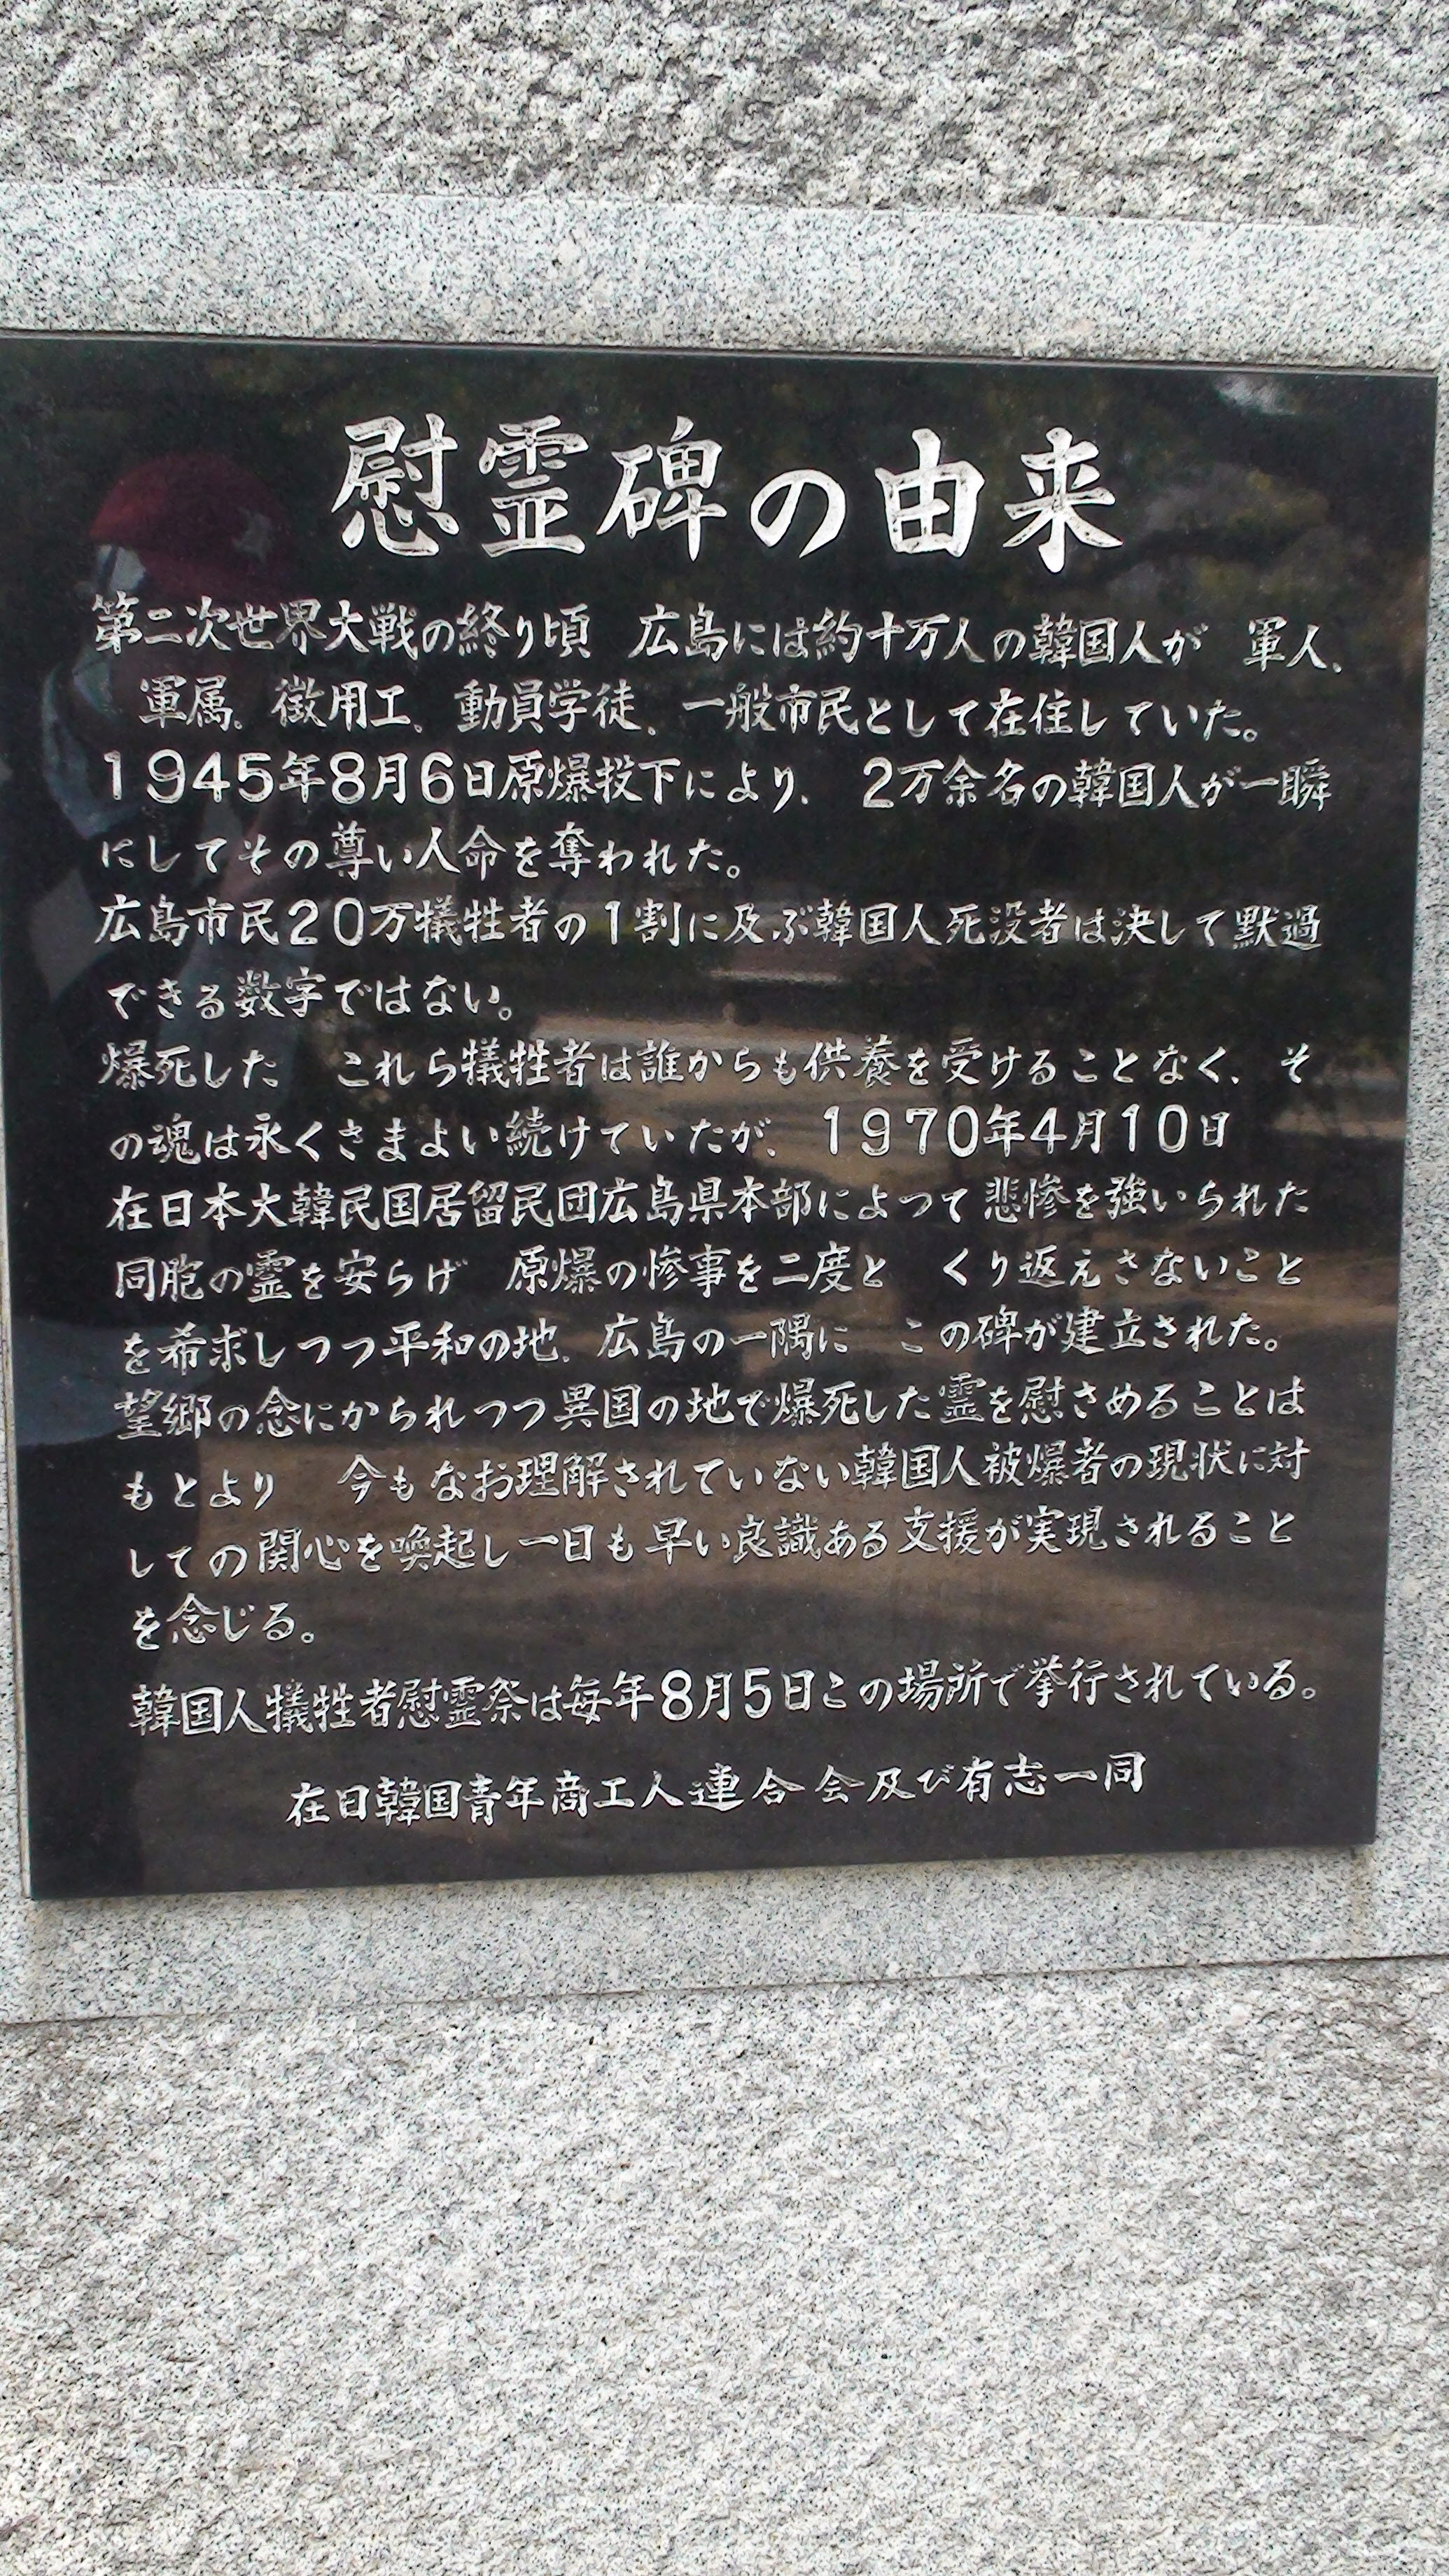 慰霊碑の由来
第二次世界大戦の終り頃　広島には約十万人の韓国人が　軍人、
軍属、徴用工、動員学徒、一般市民として在住していた。
1945年8月6日原爆投下により、2万余名の韓国人が一瞬
にしてその尊い人命を奪われた。
広島市民20万犠牲者の1割に及ぶ韓国人死没者は決して黙過
できる数字ではない。
爆死した　これら犠牲者は誰からも供養を受けることなく、そ
の魂は永くさまよい続けていたが、1970年4月10日
在日本大韓民国居留民団広島県本部によつて悲惨を強いられた
同胞の霊を安らげ　原爆の惨事を二度と　くり返えさないこと
を希求しつつ平和の地、広島の一隅に　この碑が建立された。
望郷の念にかられつつ異国の地で爆死した霊を慰さめることは
もとより　今もなお理解されていない韓国人被爆者の現状に対
しての関心を喚起し一日も早い良識ある支援が実現されること
を念じる。
韓国人犠牲者慰霊祭は毎年8月5日この場所で挙行されている。
在日韓国青年商工人連合会及び有志一同